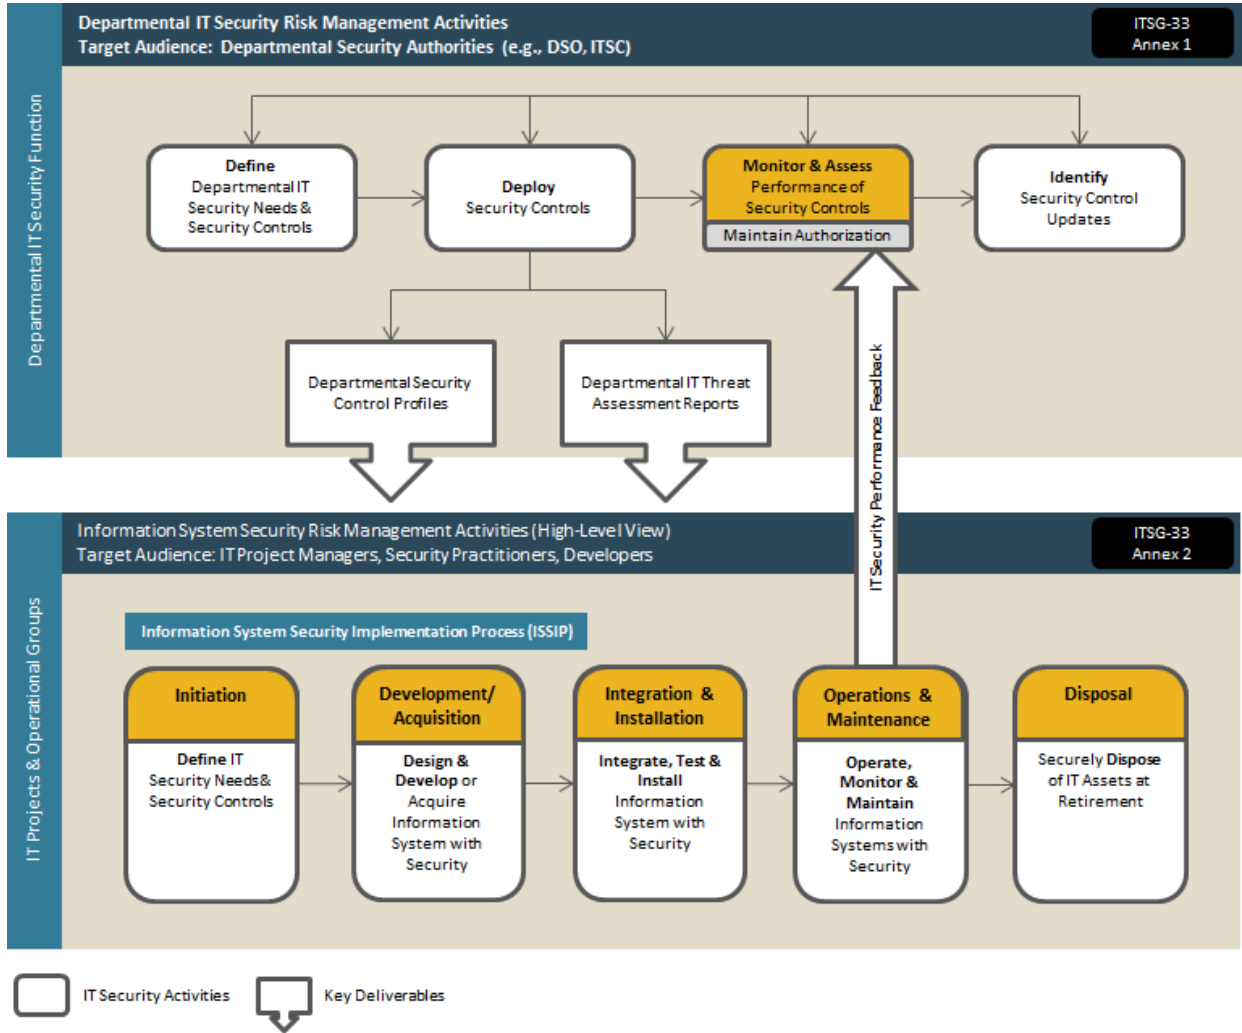 Departmental IT Security Risk Management Activities
Target Audience: Departmental Security Authorities (e.g., DSO, ITSC)
ITSG-33
Annex 1
Departmental IT Security Function
Define
Departmental IT
Security Needs &
Security Controls
Deploy
Security Controls
Monitor & Assess
Performance of
Security Controls
Maintain Authorization
Identify
Security Control
Updates
Departmental Security
Control Profiles
Departmental IT Threat
Assessment Reports
IT Security Performance Feedback
Information System Security Risk Management Activities (High-Level View)
Target Audience: IT Project Managers, Security Practitioners, Developers
ITSG-33
Annex 2
IT Projects & Operational Groups
Information System Security Implementation Process (ISSIP)
Initiation
Define IT
Security Needs &
Security Controls
Development/
Acquisition
Design &
Develop or
Acquire
Information
System with
Security
Integration &
Installation
Integrate, Test &
Install
Information
System with
Security
Operations &
Maintenance
Operate,
Monitor &
Maintain
Information
Systems with
Security
Disposal
Securely Dispose
of IT Assets at
Retirement
IT Security Activities
Key Deliverables